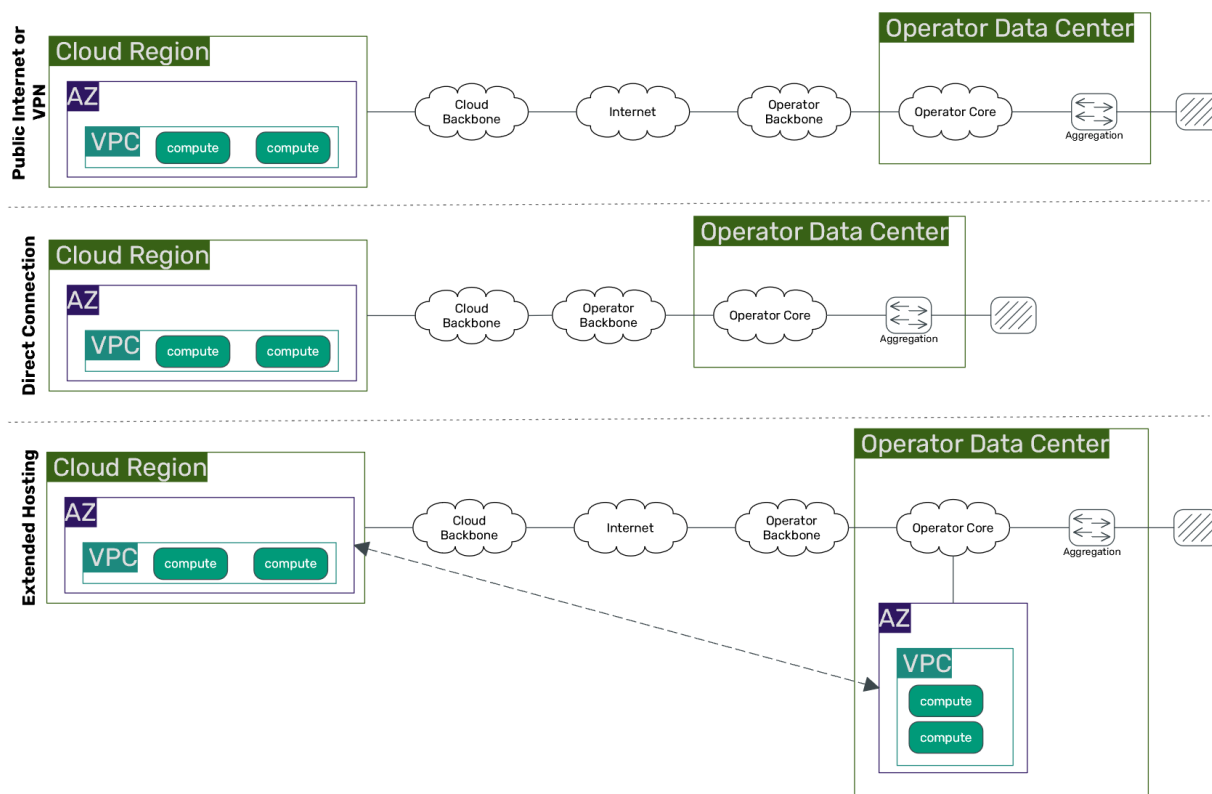 Public Internet or
VPN
Cloud Region
AZ
VPC
compute
compute
Cloud
Backbone
Internet
Operator
Backbone
Operator Data Center
Operator Core
Aggregation
Direct Connection
Cloud Region
AZ
VPC
compute
compute
Cloud
Backbone
Operator
Backbone
Operator Data Center
Operator Core
Aggregation
Extended Hosting
Cloud Region
AZ
VPC
compute
compute
Cloud
Backbone
Internet
Operator
Backbone
Operator Data Center
Operator Core
Aggregation
AZ
VPC
compute
compute